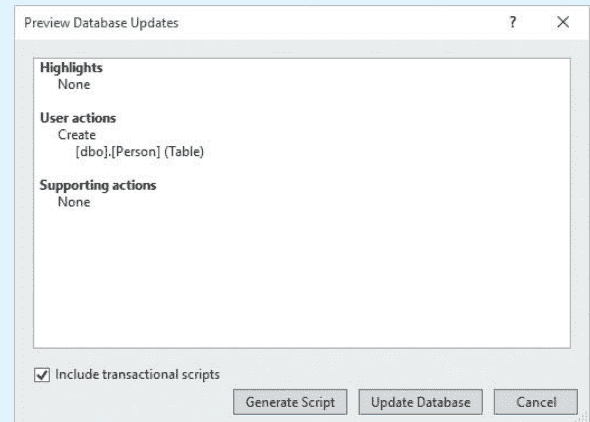 Preview Database Updates ? ×
Highlights
None
User actions
Create
[dbo].[Person] (Table)
Supporting actions
None
Include transactional scripts
Generate Script Update Database Cancel